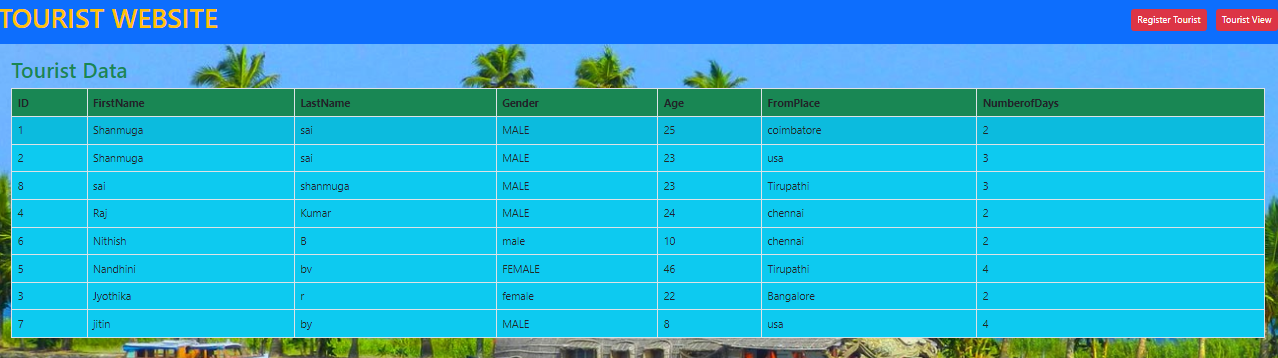 TOURIST WEBSITE Register Tourist Tourist View
Tourist Data
ID FirstName LastName Gender Age FromPlace NumberofDays
1 Shanmuga sai MALE 25 coimbatore 2
2 Shanmuga sai MALE 23 usa 3
8 sai shanmuga MALE 23 Tirupathi 3
4 Raj Kumar MALE 24 chennai 2
6 Nithish B male 10 chennai 2
5 Nandhini bv FEMALE 46 Tirupathi 4
3 Jyothika r female 22 Bangalore 2
7 jitin by MALE 8 usa 4